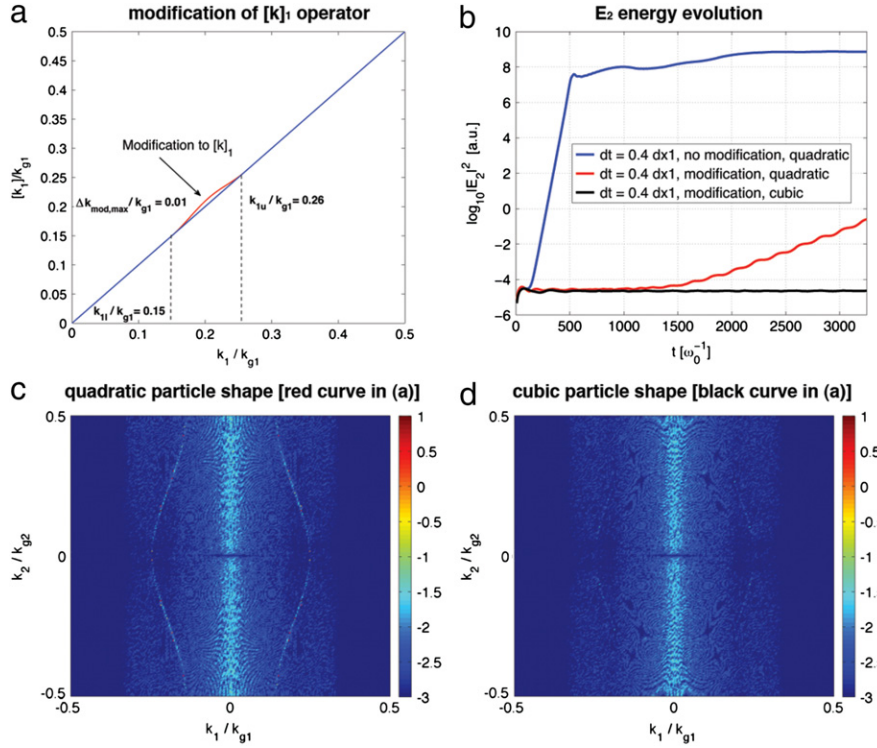 a
modification of [k]₁ operator
0.5
0.45
0.4
0.35
0.3
0.25
0.2
0.15
0.1
0.05
0
[k₁]/k_g1
Modification to [k]₁
Δk_mod,max / k_g1 = 0.01
k_1u / k_g1 = 0.26
k_1l / k_g1 = 0.15
0 0.1 0.2 0.3 0.4 0.5
k₁ / k_g1
b
E₂ energy evolution
10
8
6
4
2
0
-2
-4
-6
log₁₀|E₂|² [a.u.]
dt = 0.4 dx1, no modification, quadratic
dt = 0.4 dx1, modification, quadratic
dt = 0.4 dx1, modification, cubic
0 500 1000 1500 2000 2500 3000
t [ω₀⁻¹]
c
quadratic particle shape [red curve in (a)]
0.5
0
-0.5
k₂ / k_g2
-0.5 0 0.5
k₁ / k_g1
1
0.5
0
-0.5
-1
-1.5
-2
-2.5
-3
d
cubic particle shape [black curve in (a)]
0.5
0
-0.5
k₂ / k_g2
-0.5 0 0.5
k₁ / k_g1
1
0.5
0
-0.5
-1
-1.5
-2
-2.5
-3